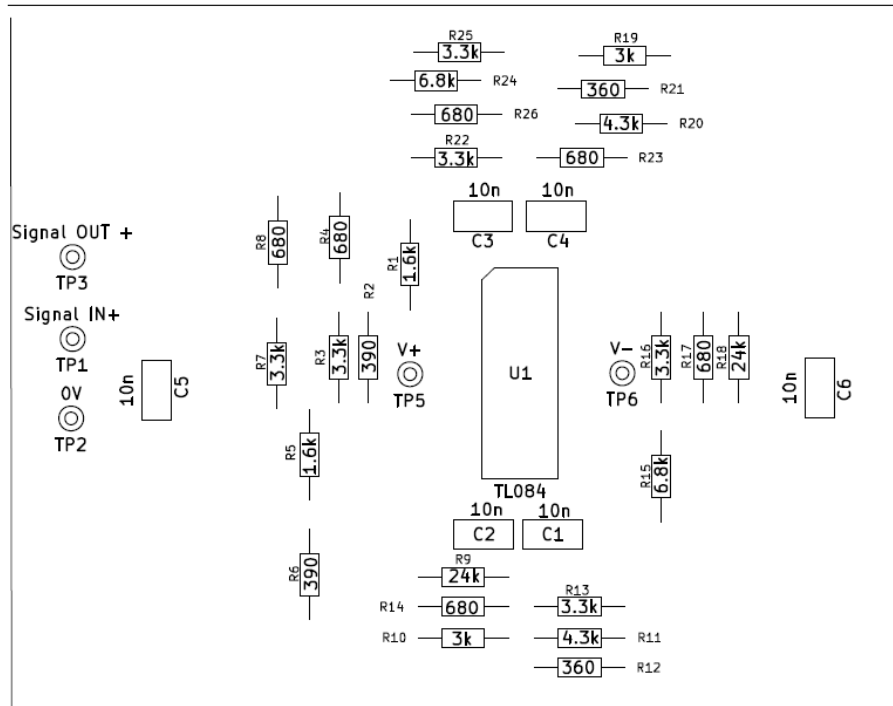 R25
3.3k
R19
3k
6.8k R24
360 R21
680 R26
4.3k R20
R22
3.3k
680 R23
10n 10n
C3 C4
Signal OUT +
TP3
R8 680
R4 680
R1 1.6k
R2 390
Signal IN+
TP1
0V
TP2
10n C5
R7 3.3k
R3 3.3k
V+
TP5
U1
TL084
V-
TP6
R16 3.3k
R17 680
R18 24k
10n C6
R5 1.6k
R15 6.8k
10n 10n
C2 C1
R6 390
R9
24k
R14 680
R13
3.3k
R10 3k
4.3k R11
360 R12